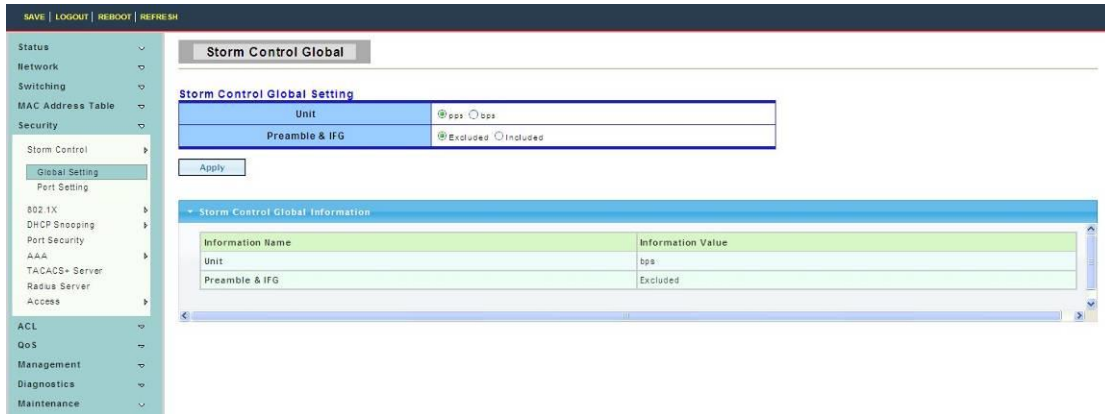 SAVE | LOGOUT | REBOOT | REFRESH
Status
Network
Switching
MAC Address Table
Security
Storm Control
Global Setting
Port Setting
802.1X
DHCP Snooping
Port Security
AAA
TACACS+ Server
Radius Server
Access
ACL
QoS
Management
Diagnostics
Maintenance
Storm Control Global
Storm Control Global Setting
Unit pps bps
Preamble & IFG Excluded Included
Apply
Storm Control Global Information
Information Name Information Value
Unit bps
Preamble & IFG Excluded